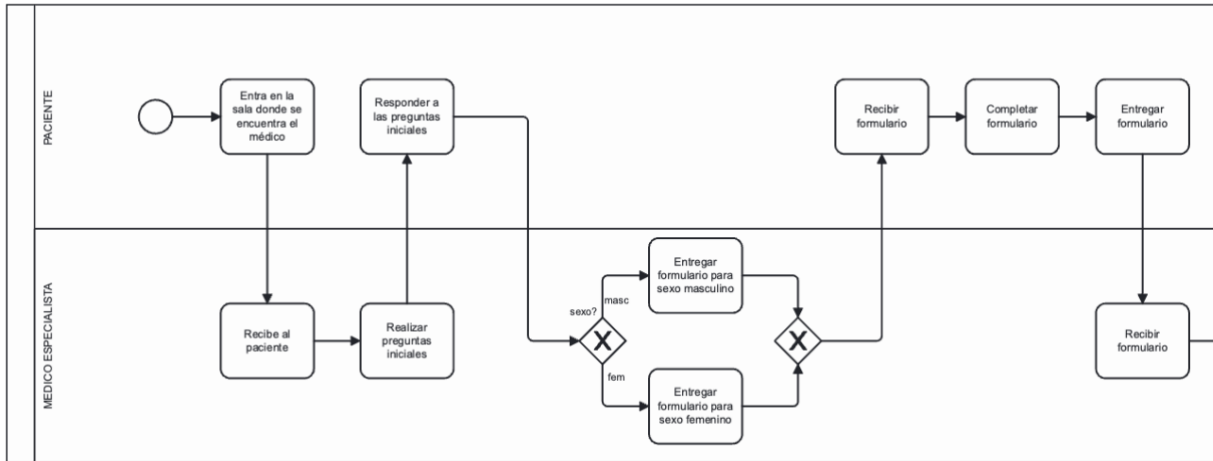 PACIENTE
Entra en la
sala donde se
encuentra el
médico
Responder a
las preguntas
iniciales
Recibir
formulario
Completar
formulario
Entregar
formulario
MEDICO ESPECIALISTA
Recibe al
paciente
Realizar
preguntas
iniciales
sexo?
masc
fem
Entregar
formulario para
sexo masculino
Entregar
formulario para
sexo femenino
Recibir
formulario